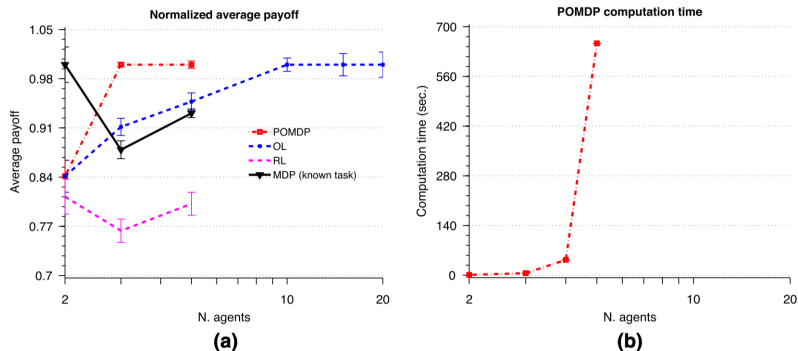 Normalized average payoff
1.05
0.98
0.91
0.84
0.77
0.7
Average payoff
POMDP
OL
RL
MDP (known task)
2
10
20
N. agents
(a)
POMDP computation time
700
560
420
280
140
0
Computation time (sec.)
2
10
20
N. agents
(b)